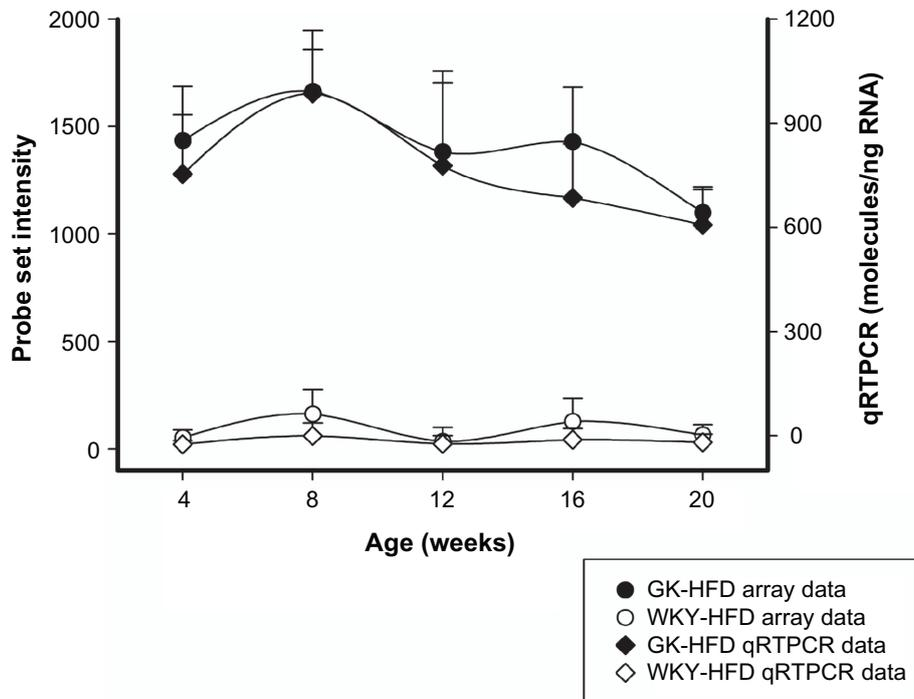 2000
1500
1000
500
0
Probe set intensity
1200
900
600
300
0
qRTPCR (molecules/ng RNA)
4 8 12 16 20
Age (weeks)
GK-HFD array data
WKY-HFD array data
GK-HFD qRTPCR data
WKY-HFD qRTPCR data